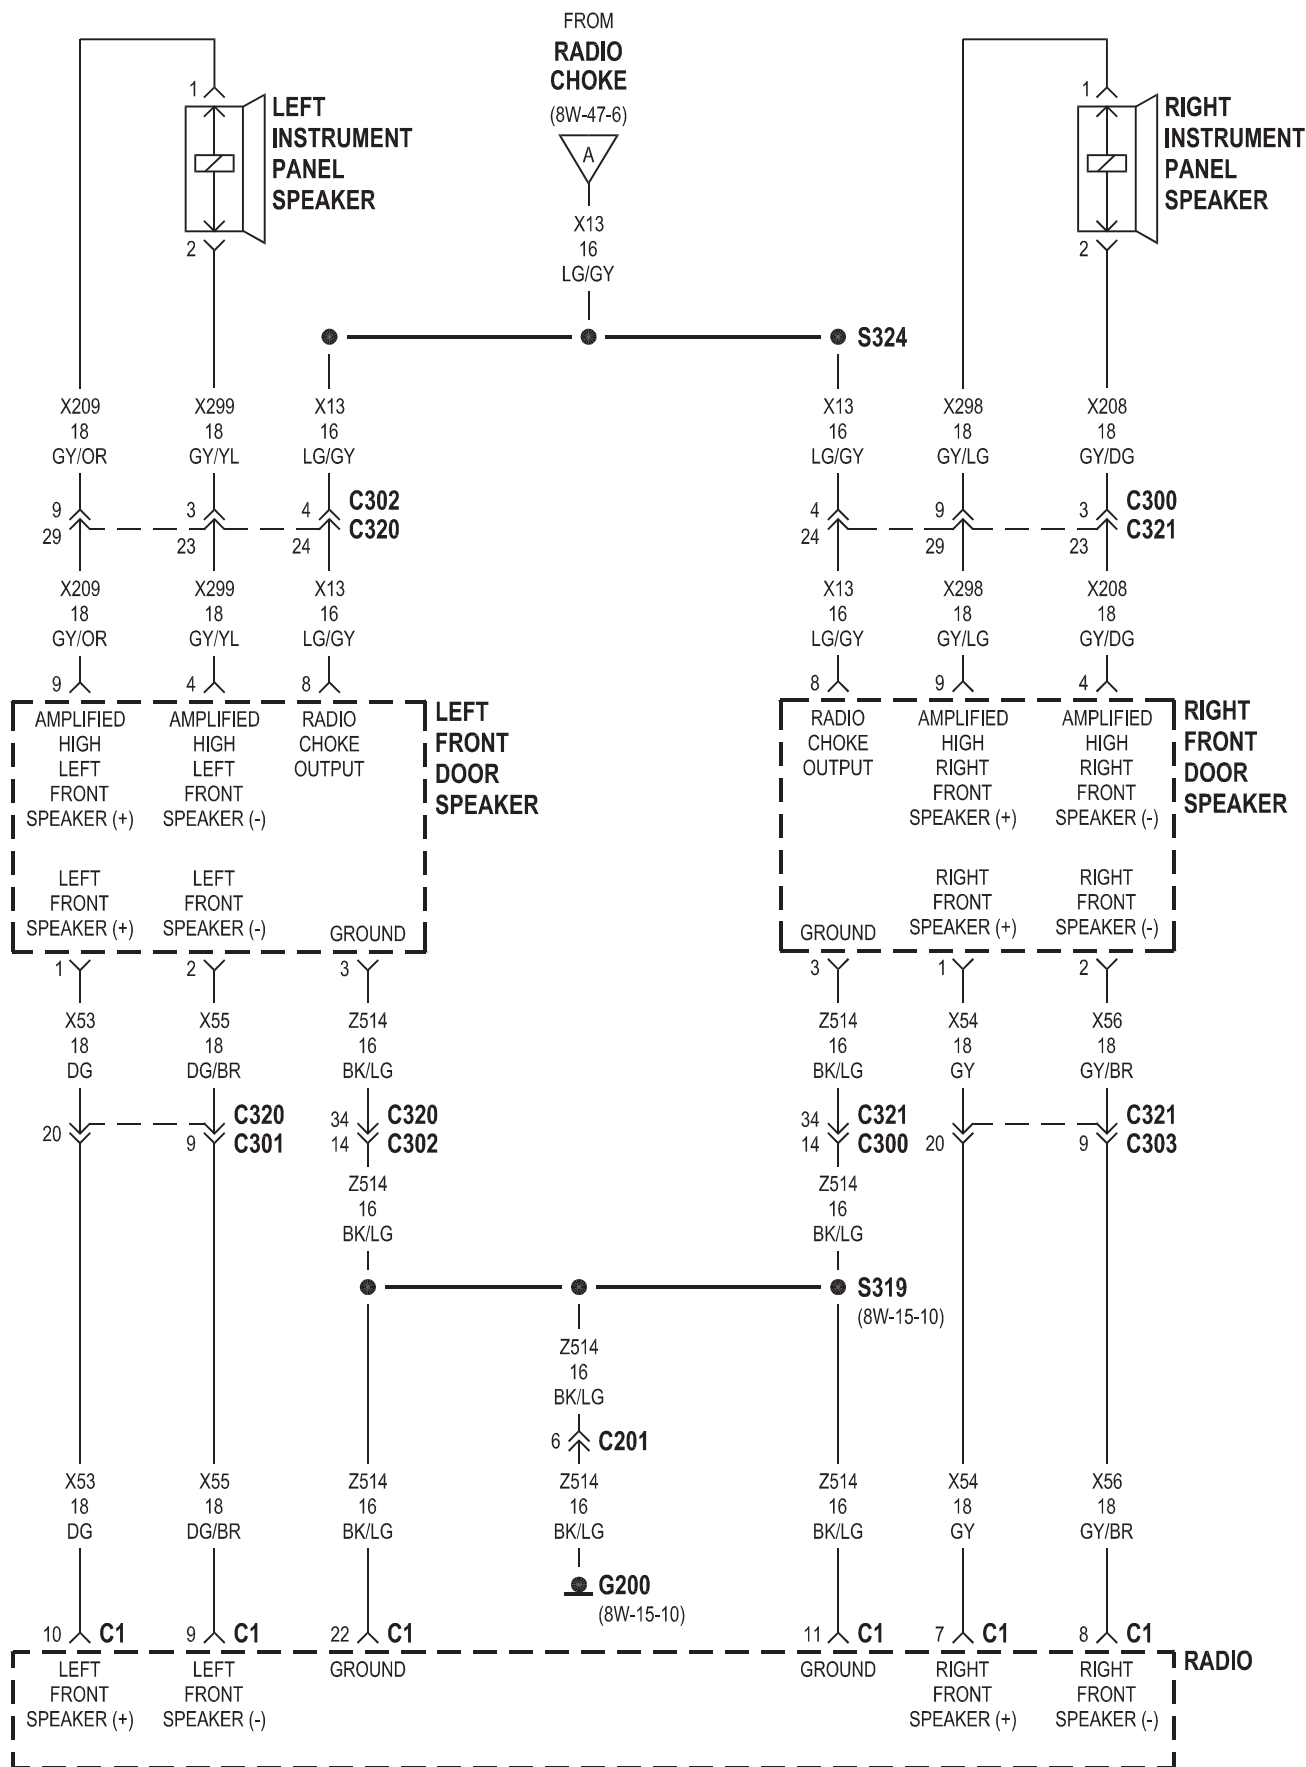 FROM
RADIO
CHOKE
(8W-47-6)
A
X13
16
LG/GY
1
LEFT
INSTRUMENT
PANEL
SPEAKER
2
1
RIGHT
INSTRUMENT
PANEL
SPEAKER
2
S324
X209 X299 X13 X13 X298 X208
18 18 16 16 18 18
GY/OR GY/YL LG/GY LG/GY GY/LG GY/DG
9 3 4 C302 4 9 3 C300
29 23 24 C320 24 29 23 C321
X209 X299 X13 X13 X298 X208
18 18 16 16 18 18
GY/OR GY/YL LG/GY LG/GY GY/LG GY/DG
9 4 8 8 9 4
LEFT
FRONT
DOOR
SPEAKER
AMPLIFIED
HIGH
LEFT
FRONT
SPEAKER (+)
AMPLIFIED
HIGH
LEFT
FRONT
SPEAKER (-)
RADIO
CHOKE
OUTPUT
LEFT
FRONT
SPEAKER (+)
LEFT
FRONT
SPEAKER (-)
GROUND
RIGHT
FRONT
DOOR
SPEAKER
RADIO
CHOKE
OUTPUT
AMPLIFIED
HIGH
RIGHT
FRONT
SPEAKER (+)
AMPLIFIED
HIGH
RIGHT
FRONT
SPEAKER (-)
GROUND
RIGHT
FRONT
SPEAKER (+)
RIGHT
FRONT
SPEAKER (-)
1 2 3 3 1 2
X53 X55 Z514 Z514 X54 X56
18 18 16 16 18 18
DG DG/BR BK/LG BK/LG GY GY/BR
C320 34 C320 34 C321 C321
20 9 C301 14 C302 14 C300 20 9 C303
Z514 Z514
16 16
BK/LG BK/LG
S319
(8W-15-10)
Z514
16
BK/LG
6 C201
X53 X55 Z514 Z514 Z514 X54 X56
18 18 16 16 16 18 18
DG DG/BR BK/LG BK/LG BK/LG GY GY/BR
G200
(8W-15-10)
10 C1 9 C1 22 C1 11 C1 7 C1 8 C1
RADIO
LEFT
FRONT
SPEAKER (+)
LEFT
FRONT
SPEAKER (-)
GROUND
GROUND
RIGHT
FRONT
SPEAKER (+)
RIGHT
FRONT
SPEAKER (-)